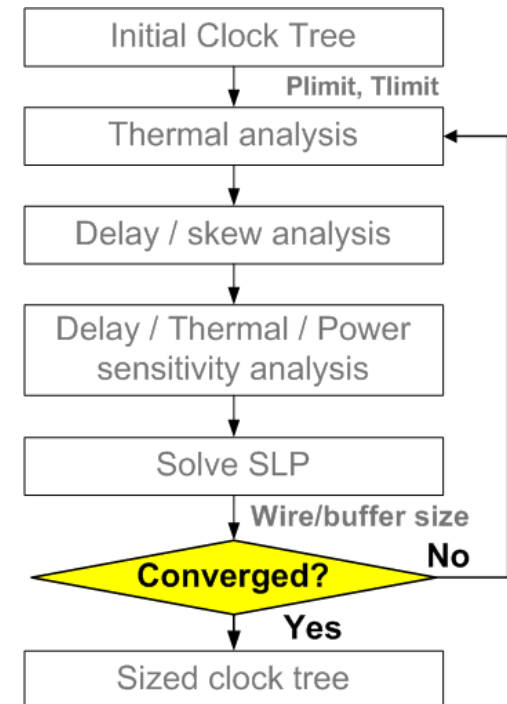 Initial Clock Tree
Plimit, Tlimit
Thermal analysis
Delay / skew analysis
Delay / Thermal / Power
sensitivity analysis
Solve SLP
Wire/buffer size
Converged?
No
Yes
Sized clock tree